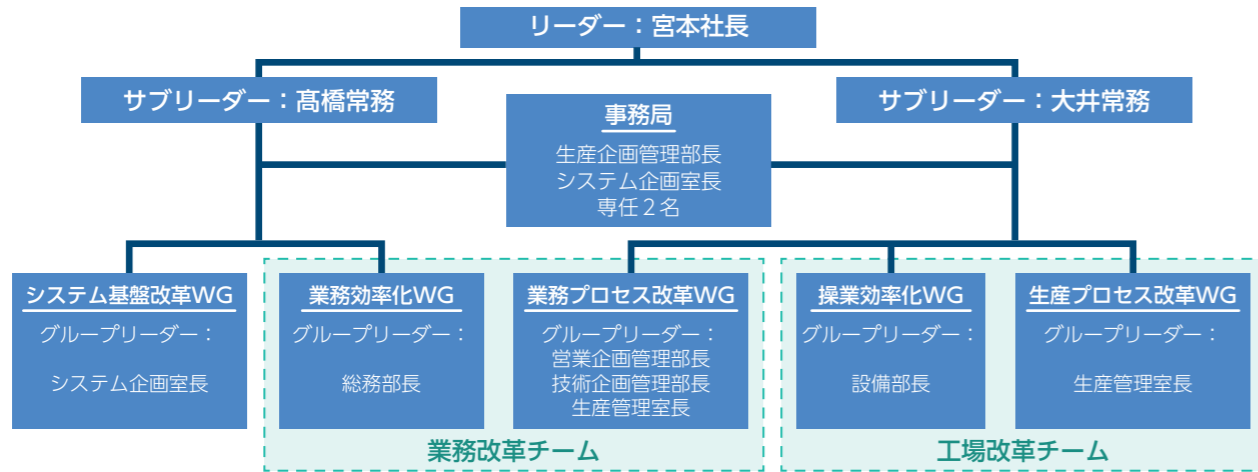 リーダー：宮本社長
サブリーダー：髙橋常務
サブリーダー：大井常務
事務局
生産企画管理部長
システム企画室長
専任２名
システム基盤改革WG
グループリーダー：
システム企画室長
業務効率化WG
グループリーダー：
総務部長
業務プロセス改革WG
グループリーダー：
営業企画管理部長
技術企画管理部長
生産管理室長
操業効率化WG
グループリーダー：
設備部長
生産プロセス改革WG
グループリーダー：
生産管理室長
業務改革チーム
工場改革チーム